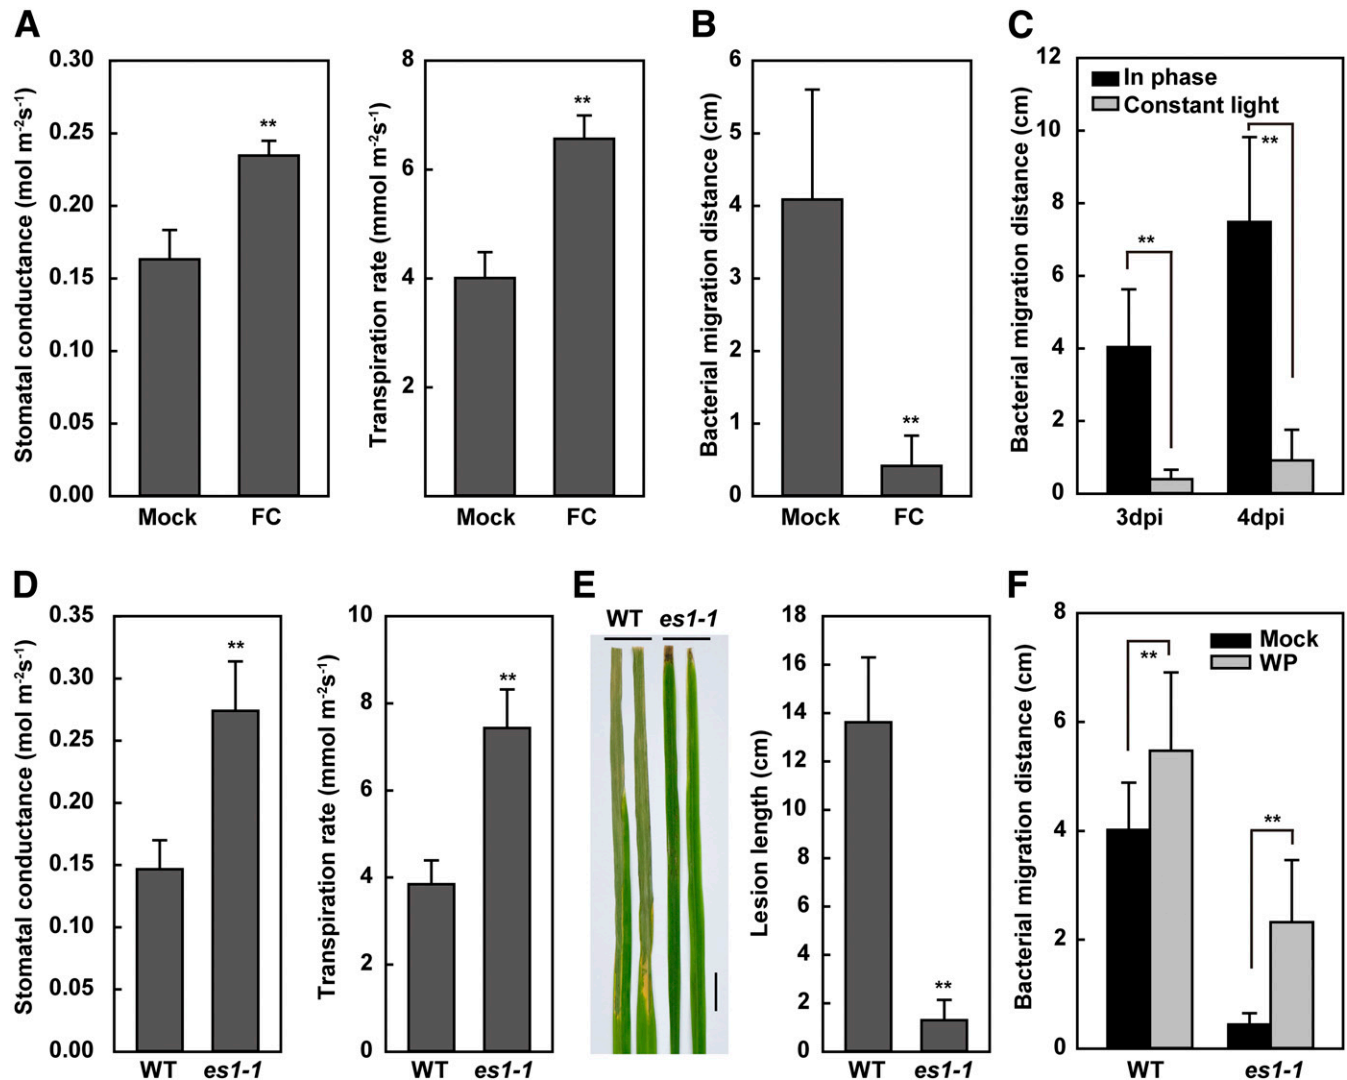 A
Stomatal conductance (mol m-2s-1)
0.30
0.25
0.20
0.15
0.10
0.05
0.00
**
Mock FC
Transpiration rate (mmol m-2s-1)
8
6
4
2
**
Mock FC
B
Bacterial migration distance (cm)
6
5
4
3
2
1
0
**
Mock FC
C
Bacterial migration distance (cm)
12
10
8
6
4
2
0
In phase
Constant light
**
**
3dpi 4dpi
D
Stomatal conductance (mol m-2s-1)
0.35
0.30
0.25
0.20
0.15
0.10
0.05
0.00
**
WT es1-1
Transpiration rate (mmol m-2s-1)
10
8
6
4
2
0
**
WT es1-1
E
WT es1-1
Lesion length (cm)
18
16
14
12
10
8
6
4
2
0
**
WT es1-1
F
Bacterial migration distance (cm)
8
6
4
2
0
Mock
WP
**
**
WT es1-1